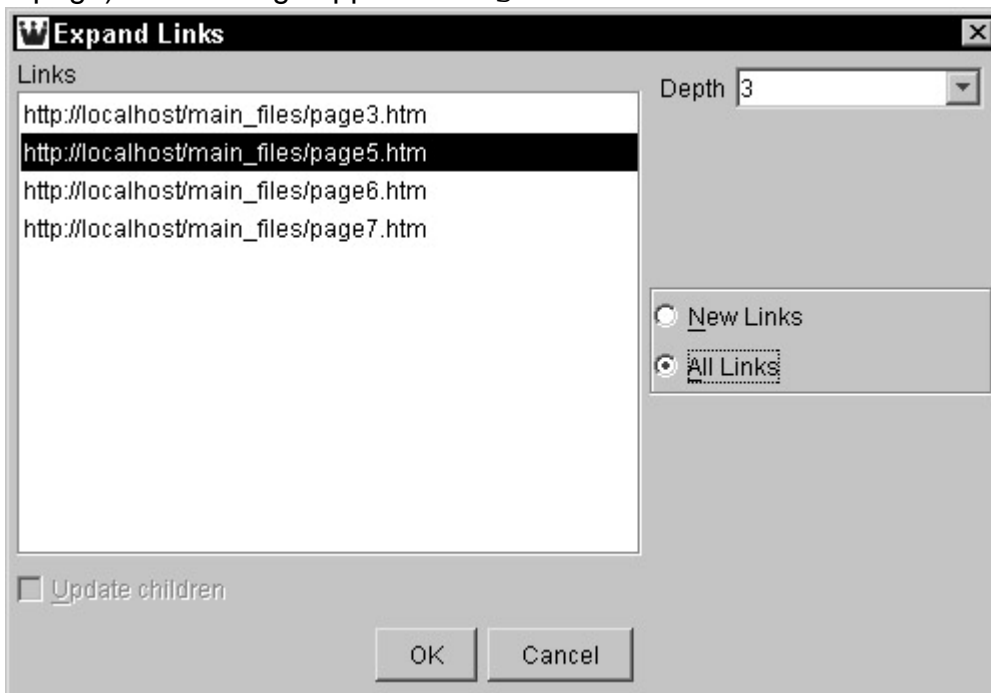 Expand Links
Links
Depth 3
http://localhost/main_files/page3.htm
http://localhost/main_files/page5.htm
http://localhost/main_files/page6.htm
http://localhost/main_files/page7.htm
New Links
All Links
Update children
OK Cancel